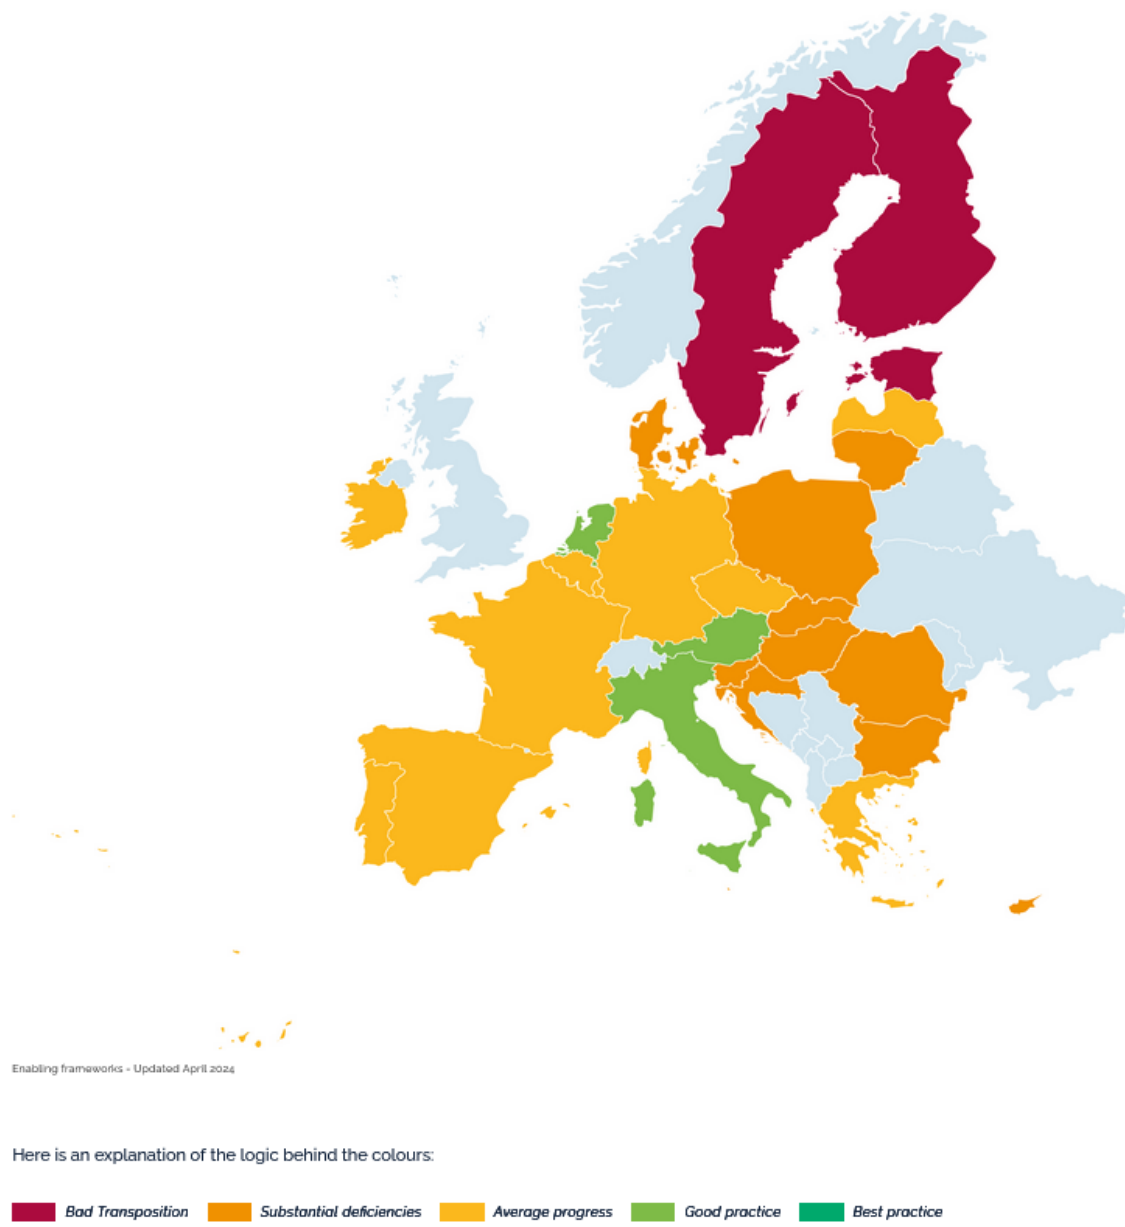 Enabling frameworks - Updated April 2024
Here is an explanation of the logic behind the colours:
Bad Transposition Substantial deficiencies Average progress Good practice Best practice